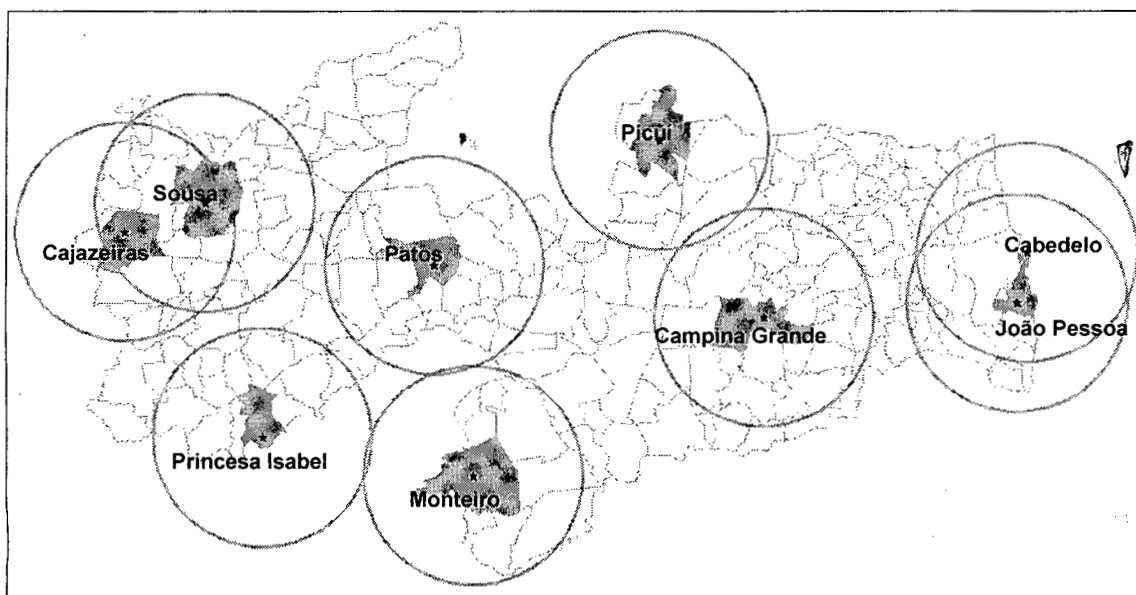 Picuí
Sousa
Cajazeiras
Patos
Cabedelo
João Pessoa
Campina Grande
Princesa Isabel
Monteiro